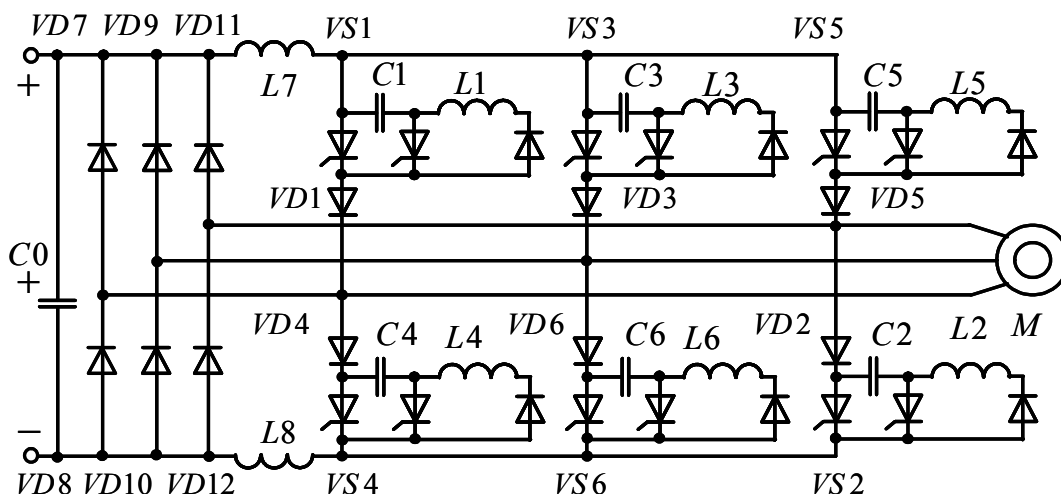 VD7 VD9 VD11 VS1 VS3 VS5
+ L7 C1 L1 C3 L3 C5 L5
VD1 VD3 VD5
C0
+
VD4 VD6 VD2 M
C4 L4 C6 L6 C2 L2
− L8
VD8 VD10 VD12 VS4 VS6 VS2